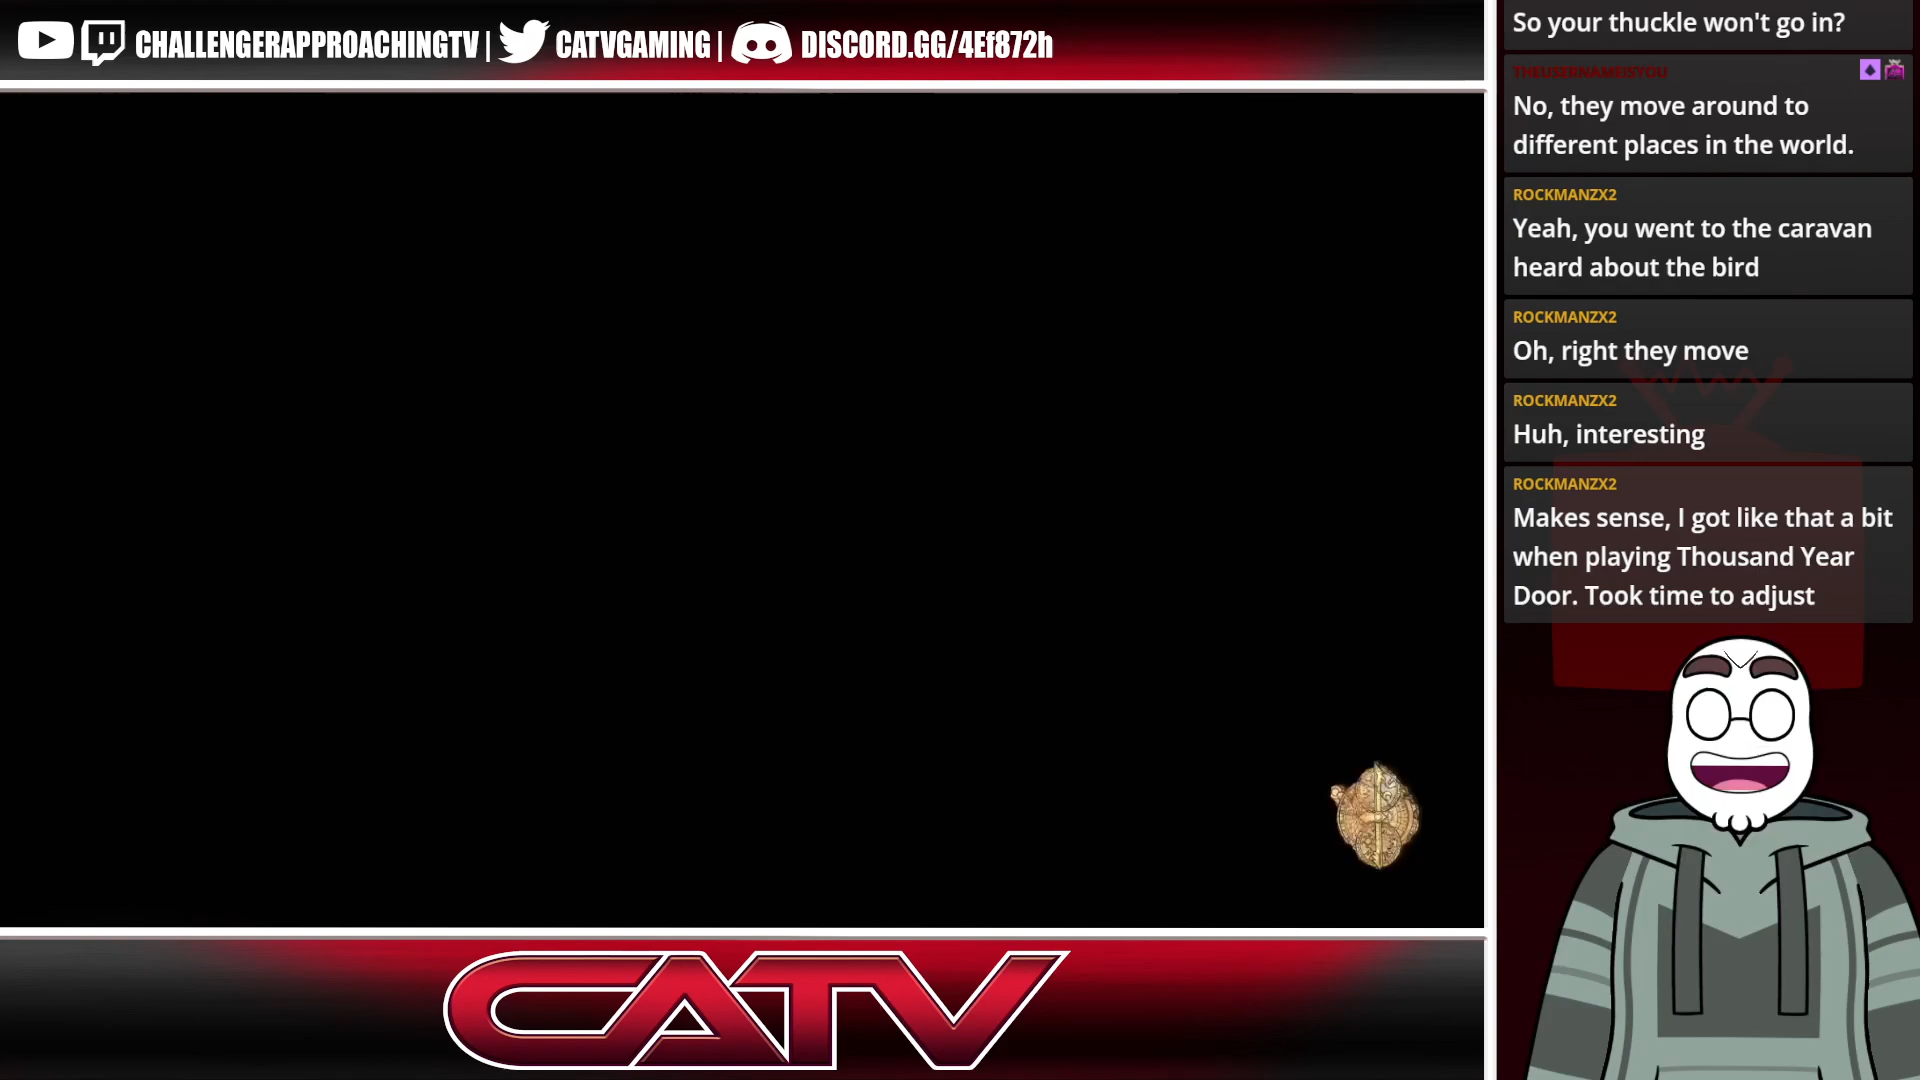 CHALLENGERAPPROACHINGTV | CATVGAMING | DISCORD.GG/4Ef872h
So your thuckle won't go in?
THEUSERNAMEISYOU
No, they move around to
different places in the world.
ROCKMANZX2
Yeah, you went to the caravan
heard about the bird
ROCKMANZX2
Oh, right they move
ROCKMANZX2
Huh, interesting
ROCKMANZX2
Makes sense, I got like that a bit
when playing Thousand Year
Door. Took time to adjust
CATV